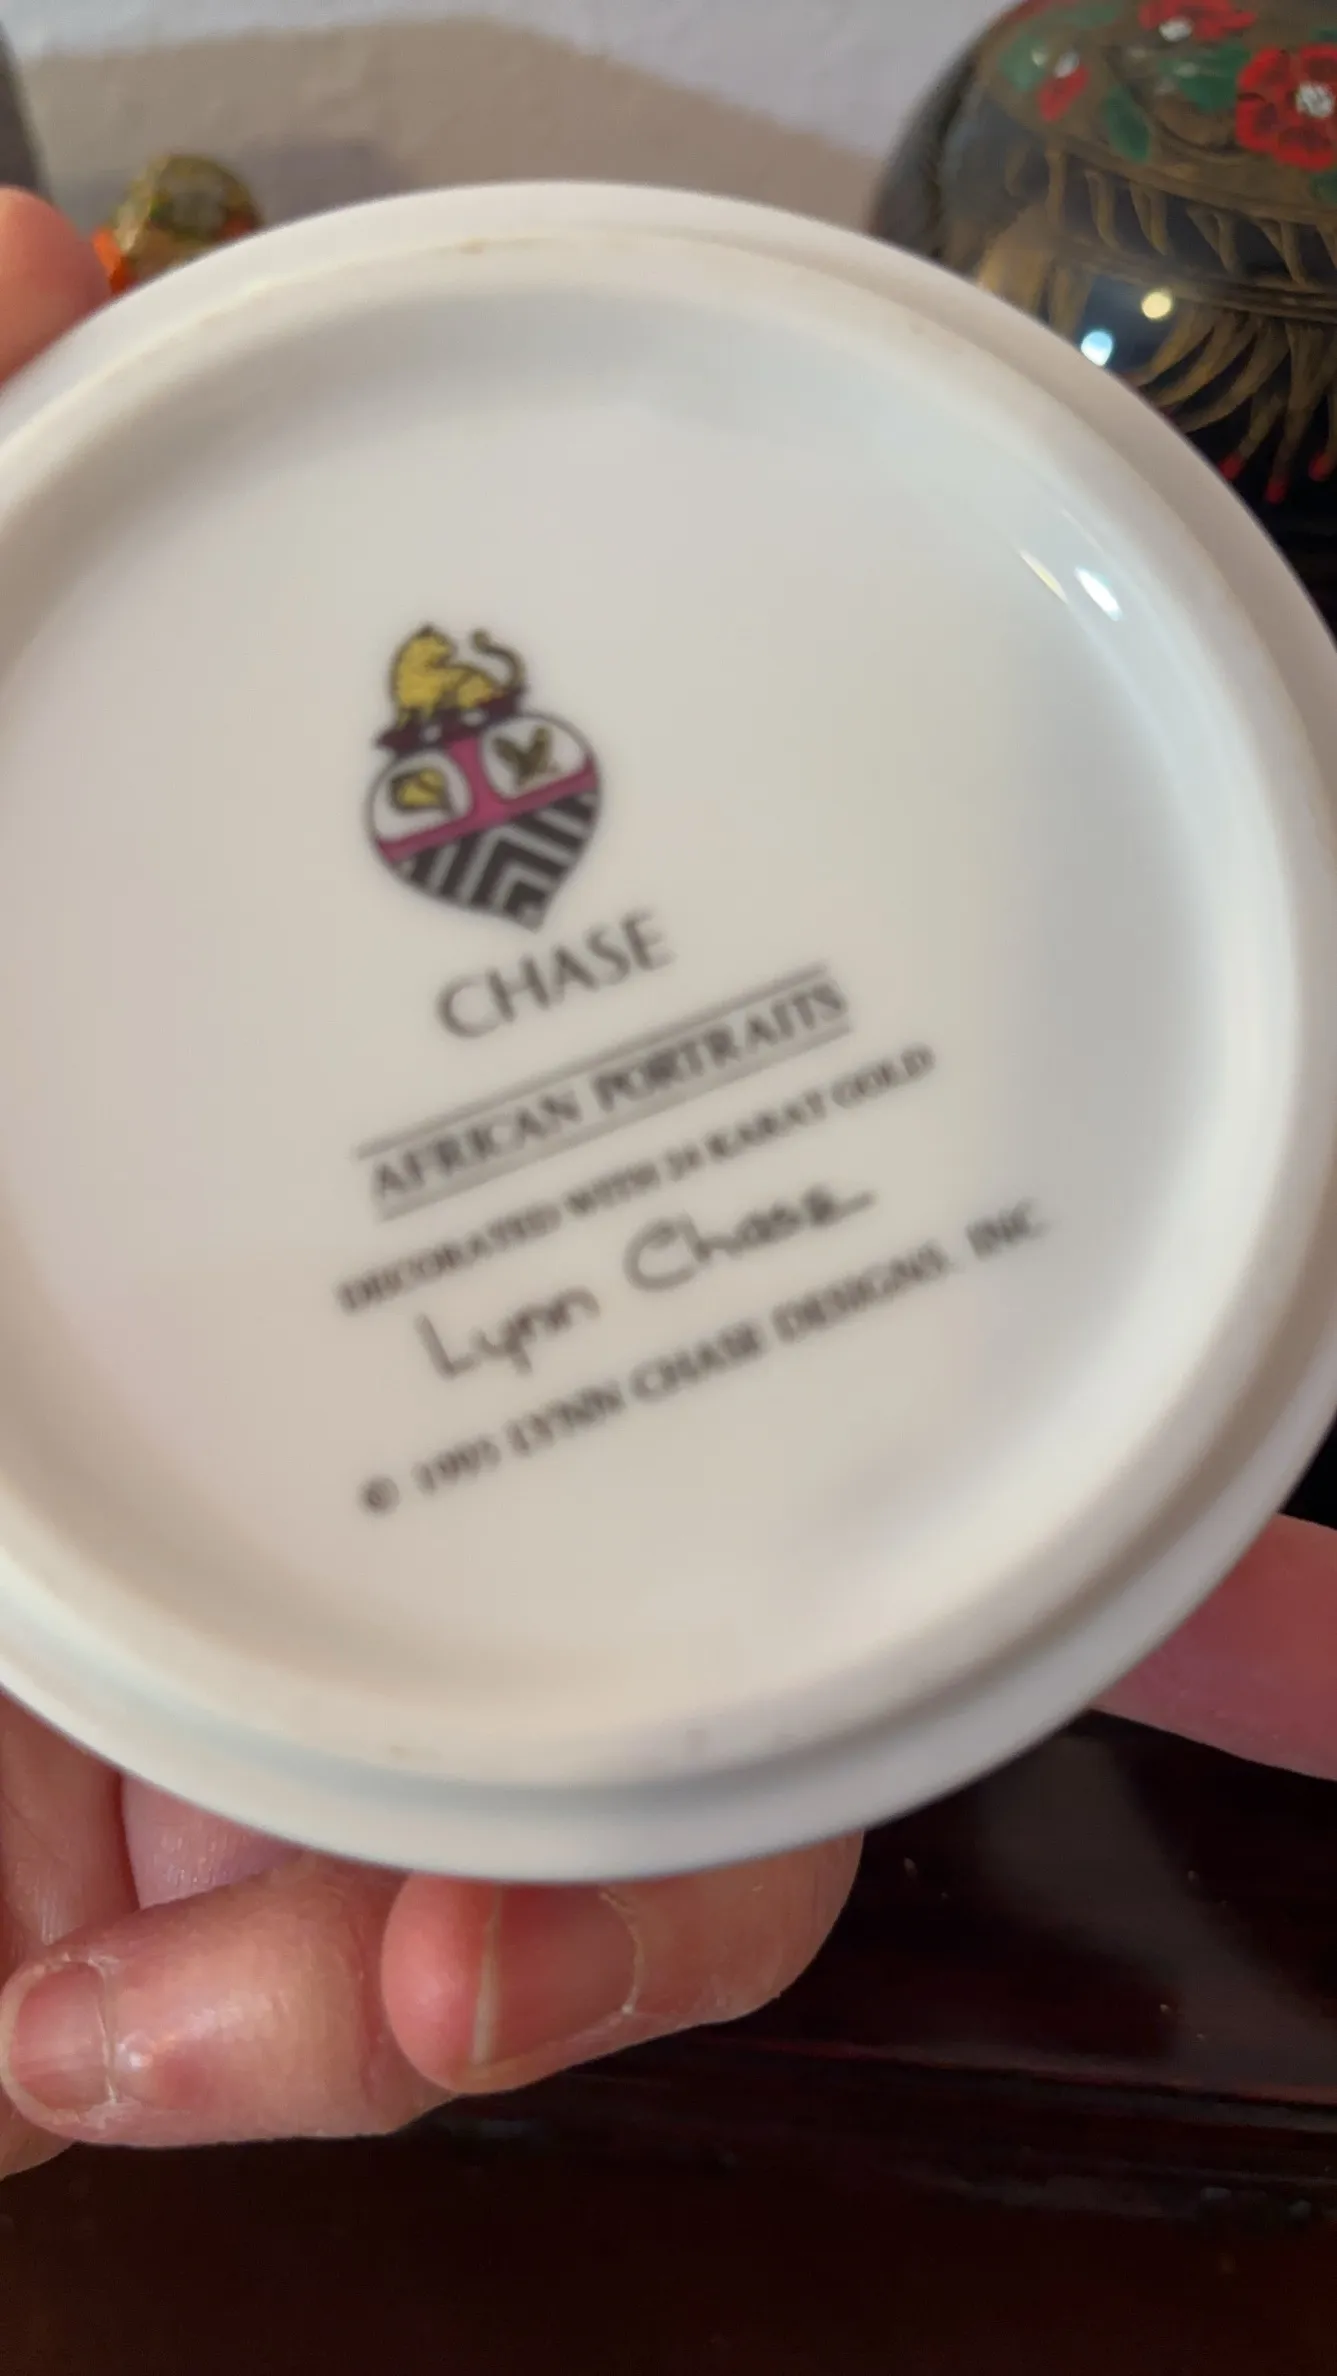 CHASE
AFRICAN PORTRAITS
DECORATED WITH 24 KARAT GOLD
Lynn Chase
© 1995 LYNN CHASE DESIGNS, INC.